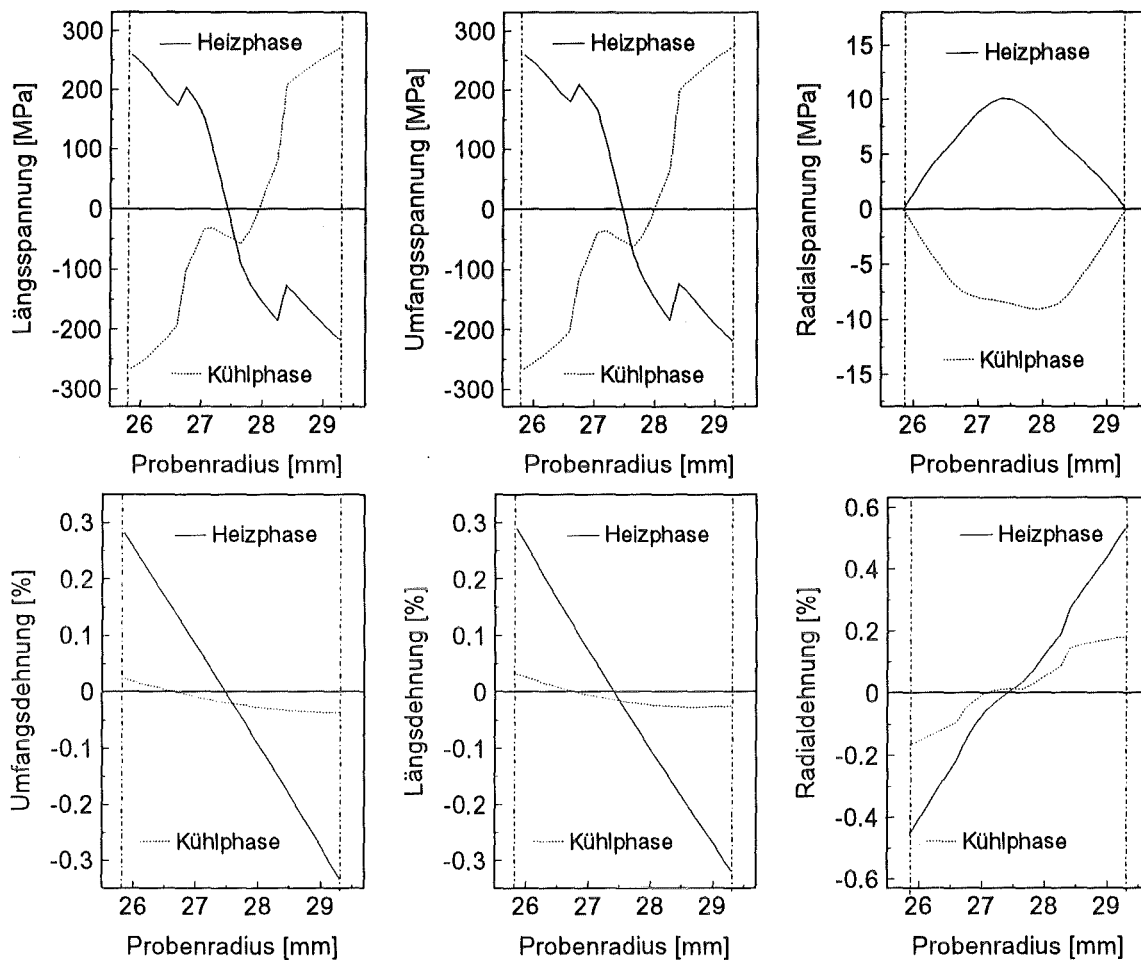 Längsspannung [MPa]
300
200
100
0
-100
-200
-300
Heizphase
Kühlphase
26 27 28 29
Probenradius [mm]
Umfangsspannung [MPa]
300
200
100
0
-100
-200
-300
Heizphase
Kühlphase
26 27 28 29
Probenradius [mm]
Radialspannung [MPa]
15
10
5
0
-5
-10
-15
Heizphase
Kühlphase
26 27 28 29
Probenradius [mm]
Umfangsdehnung [%]
0.3
0.2
0.1
0
-0.1
-0.2
-0.3
Heizphase
Kühlphase
26 27 28 29
Probenradius [mm]
Längsdehnung [%]
0.3
0.2
0.1
0
-0.1
-0.2
-0.3
Heizphase
Kühlphase
26 27 28 29
Probenradius [mm]
Radialdehnung [%]
0.6
0.4
0.2
0
-0.2
-0.4
-0.6
Heizphase
Kühlphase
26 27 28 29
Probenradius [mm]